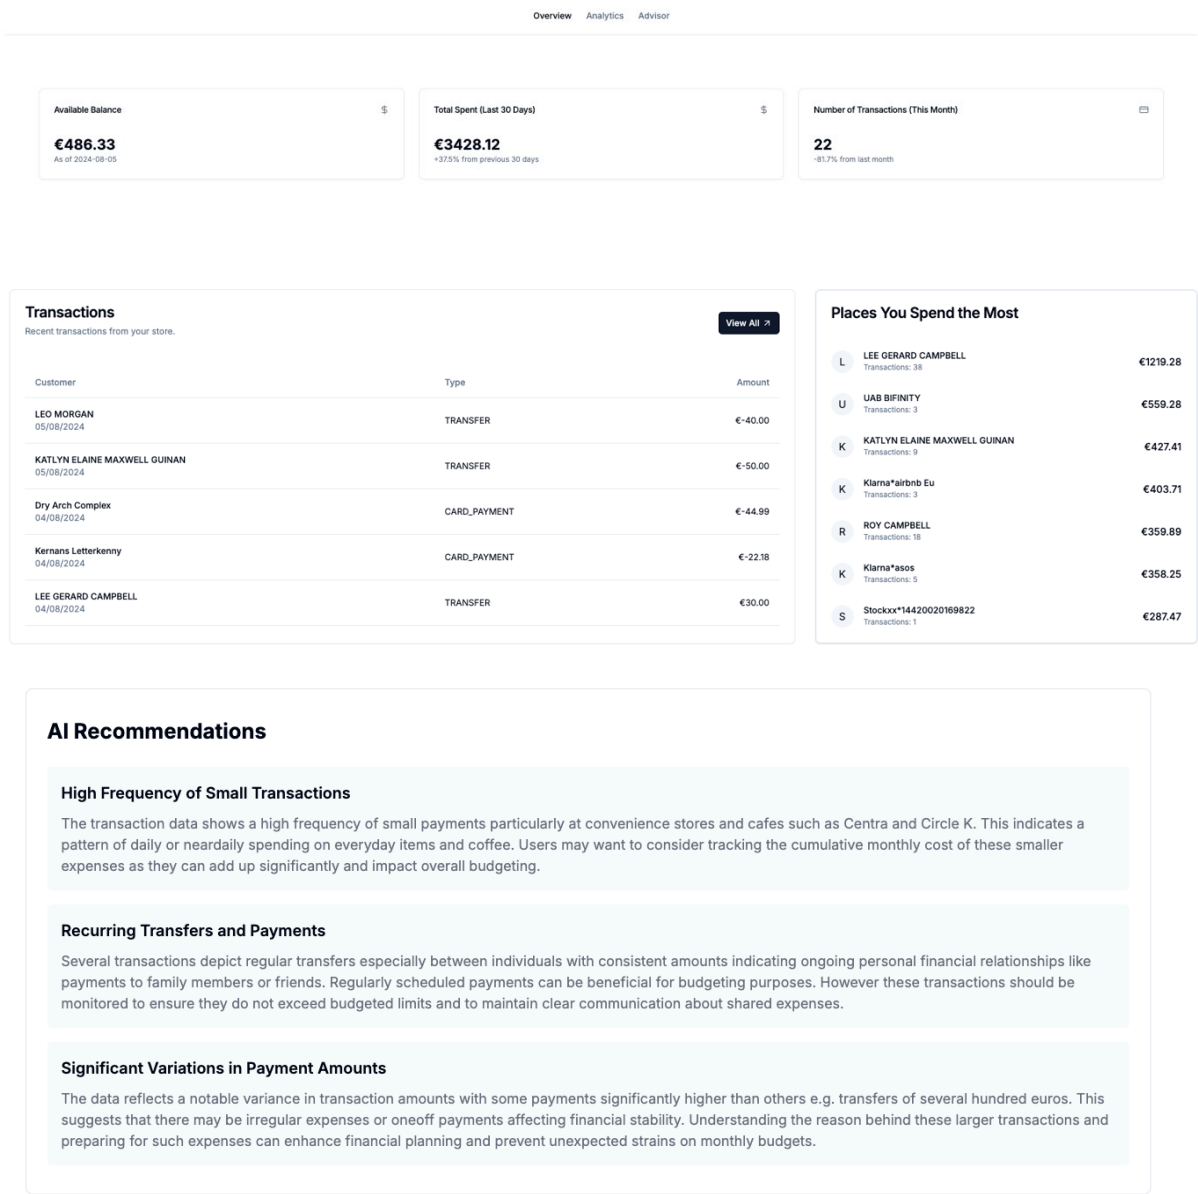 Overview Analytics Advisor
Available Balance $
€486.33
As of 2024-08-05
Total Spent (Last 30 Days) $
€3428.12
+37.5% from previous 30 days
Number of Transactions (This Month)
22
-81.7% from last month
Transactions
Recent transactions from your store.
View All
Customer Type Amount
LEO MORGAN
05/08/2024
TRANSFER €-40.00
KATLYN ELAINE MAXWELL GUINAN
05/08/2024
TRANSFER €-50.00
Dry Arch Complex
04/08/2024
CARD_PAYMENT €-44.99
Kernans Letterkenny
04/08/2024
CARD_PAYMENT €-22.18
LEE GERARD CAMPBELL
04/08/2024
TRANSFER €30.00
Places You Spend the Most
L LEE GERARD CAMPBELL €1219.28
Transactions: 38
U UAB BIFINITY €559.28
Transactions: 3
K KATLYN ELAINE MAXWELL GUINAN €427.41
Transactions: 9
K Klarna*airbnb Eu €403.71
Transactions: 3
R ROY CAMPBELL €359.89
Transactions: 18
K Klarna*asos €358.25
Transactions: 5
S Stockxx*14420020169822 €287.47
Transactions: 1
AI Recommendations
High Frequency of Small Transactions
The transaction data shows a high frequency of small payments particularly at convenience stores and cafes such as Centra and Circle K. This indicates a
pattern of daily or neardaily spending on everyday items and coffee. Users may want to consider tracking the cumulative monthly cost of these smaller
expenses as they can add up significantly and impact overall budgeting.
Recurring Transfers and Payments
Several transactions depict regular transfers especially between individuals with consistent amounts indicating ongoing personal financial relationships like
payments to family members or friends. Regularly scheduled payments can be beneficial for budgeting purposes. However these transactions should be
monitored to ensure they do not exceed budgeted limits and to maintain clear communication about shared expenses.
Significant Variations in Payment Amounts
The data reflects a notable variance in transaction amounts with some payments significantly higher than others e.g. transfers of several hundred euros. This
suggests that there may be irregular expenses or oneoff payments affecting financial stability. Understanding the reason behind these larger transactions and
preparing for such expenses can enhance financial planning and prevent unexpected strains on monthly budgets.